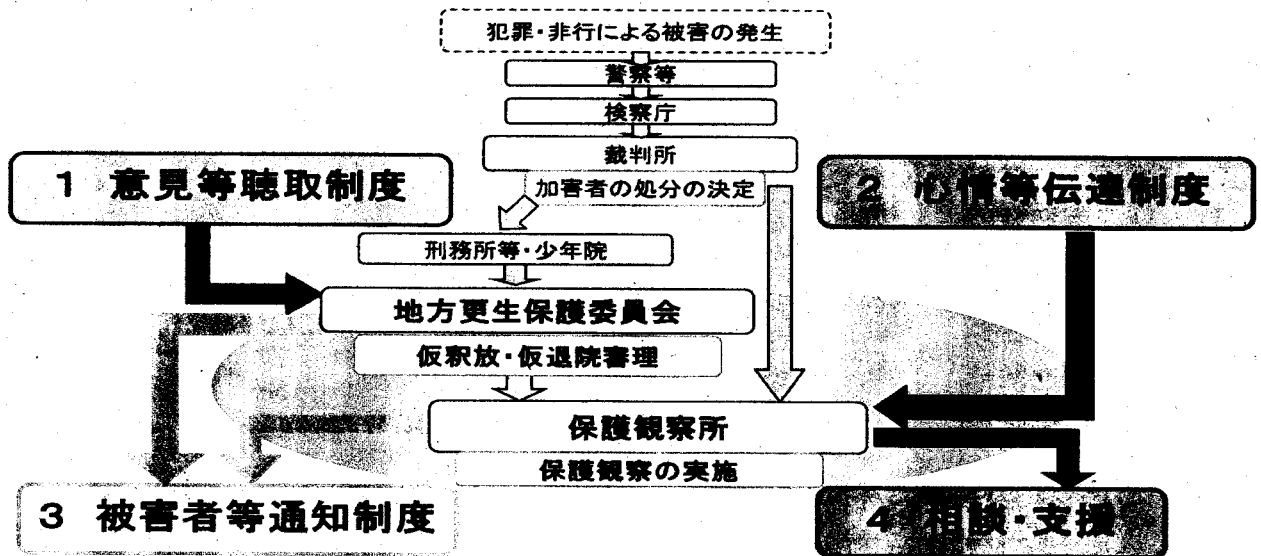 犯罪・非行による被害の発生
警察等
検察庁
裁判所
加害者の処分の決定
1 意見等聴取制度
2 心情等伝達制度
刑務所等・少年院
地方更生保護委員会
仮釈放・仮退院審理
保護観察所
保護観察の実施
3 被害者等通知制度
4 相談・支援